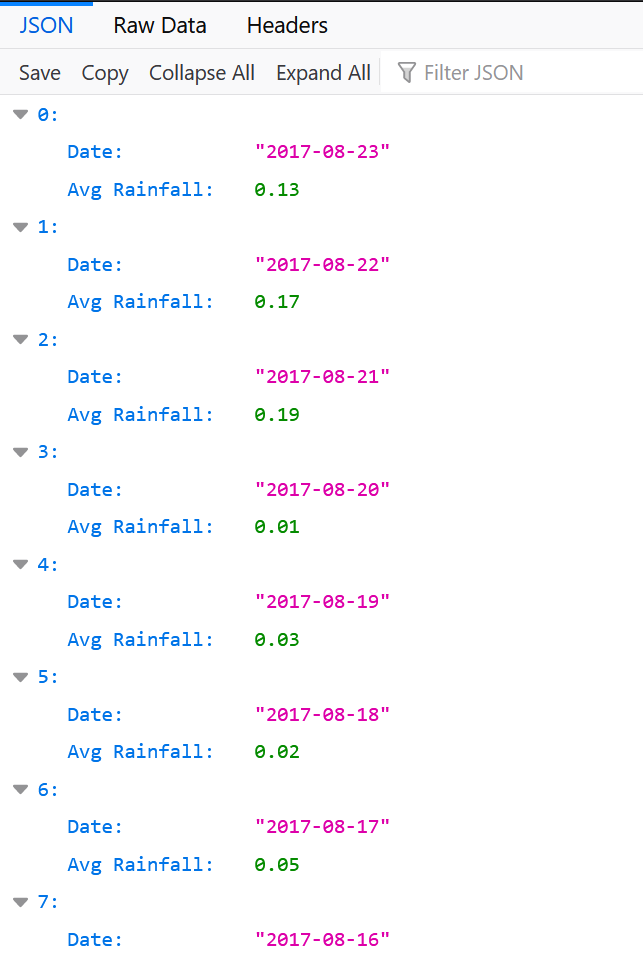 JSON Raw Data Headers
Save Copy Collapse All Expand All Filter JSON
0:
Date: "2017-08-23"
Avg Rainfall: 0.13
1:
Date: "2017-08-22"
Avg Rainfall: 0.17
2:
Date: "2017-08-21"
Avg Rainfall: 0.19
3:
Date: "2017-08-20"
Avg Rainfall: 0.01
4:
Date: "2017-08-19"
Avg Rainfall: 0.03
5:
Date: "2017-08-18"
Avg Rainfall: 0.02
6:
Date: "2017-08-17"
Avg Rainfall: 0.05
7:
Date: "2017-08-16"